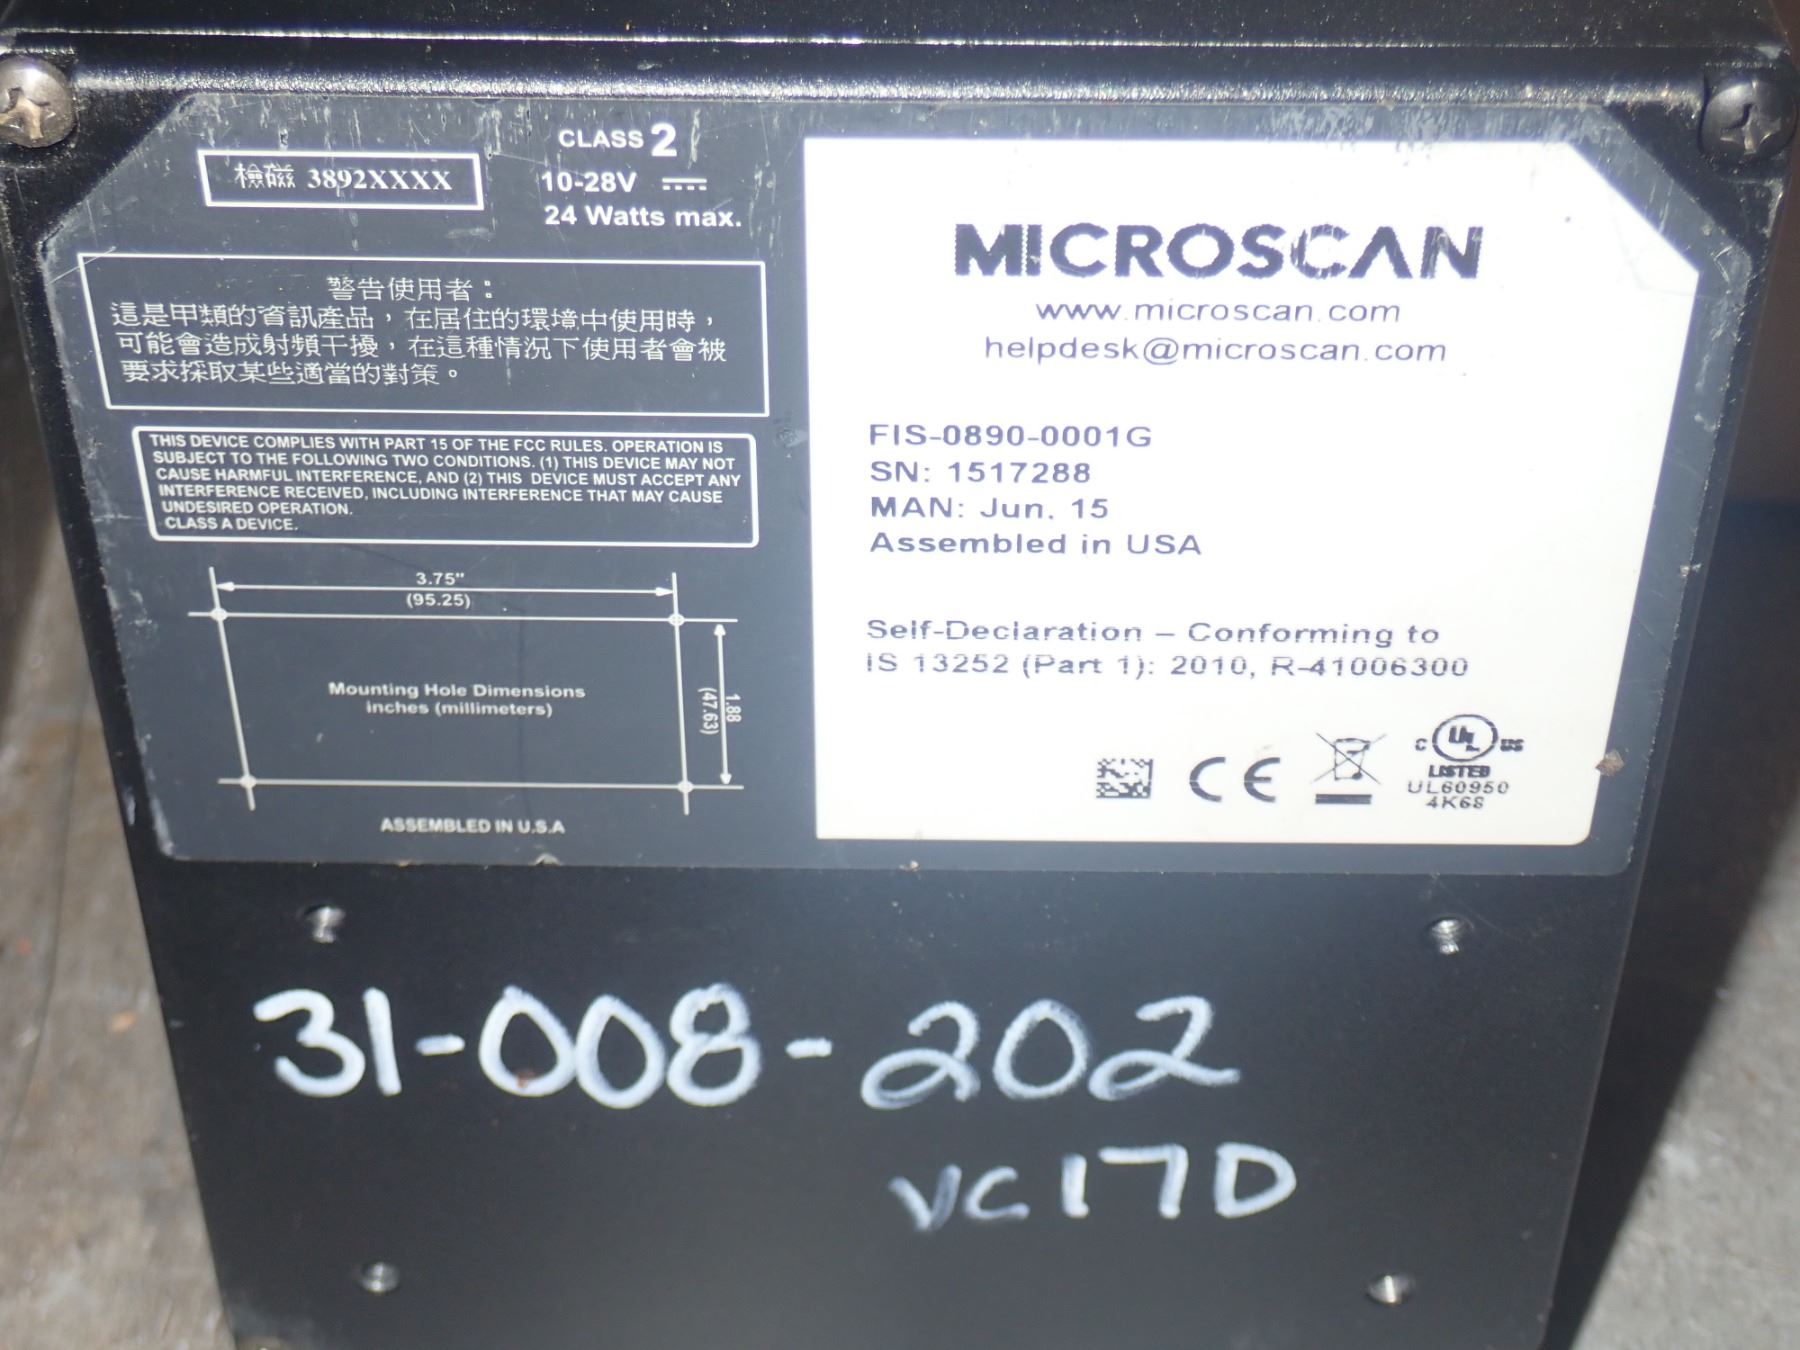 檢磁 3892XXXX
CLASS 2
10-28V
24 Watts max.
警告使用者：
這是甲類的資訊產品，在居住的環境中使用時，
可能會造成射頻干擾，在這種情況下使用者會被
要求採取某些適當的對策。
THIS DEVICE COMPLIES WITH PART 15 OF THE FCC RULES. OPERATION IS
SUBJECT TO THE FOLLOWING TWO CONDITIONS. (1) THIS DEVICE MAY NOT
CAUSE HARMFUL INTERFERENCE, AND (2) THIS DEVICE MUST ACCEPT ANY
INTERFERENCE RECEIVED, INCLUDING INTERFERENCE THAT MAY CAUSE
UNDESIRED OPERATION.
CLASS A DEVICE.
3.75"
(95.25)
1.88
(47.63)
Mounting Hole Dimensions
inches (millimeters)
ASSEMBLED IN U.S.A
MICROSCAN
www.microscan.com
helpdesk@microscan.com
FIS-0890-0001G
SN: 1517288
MAN: Jun. 15
Assembled in USA
Self-Declaration – Conforming to
IS 13252 (Part 1): 2010, R-41006300
CE
C UL US
LISTED
UL60950
4K68
31-008-202
VC17D